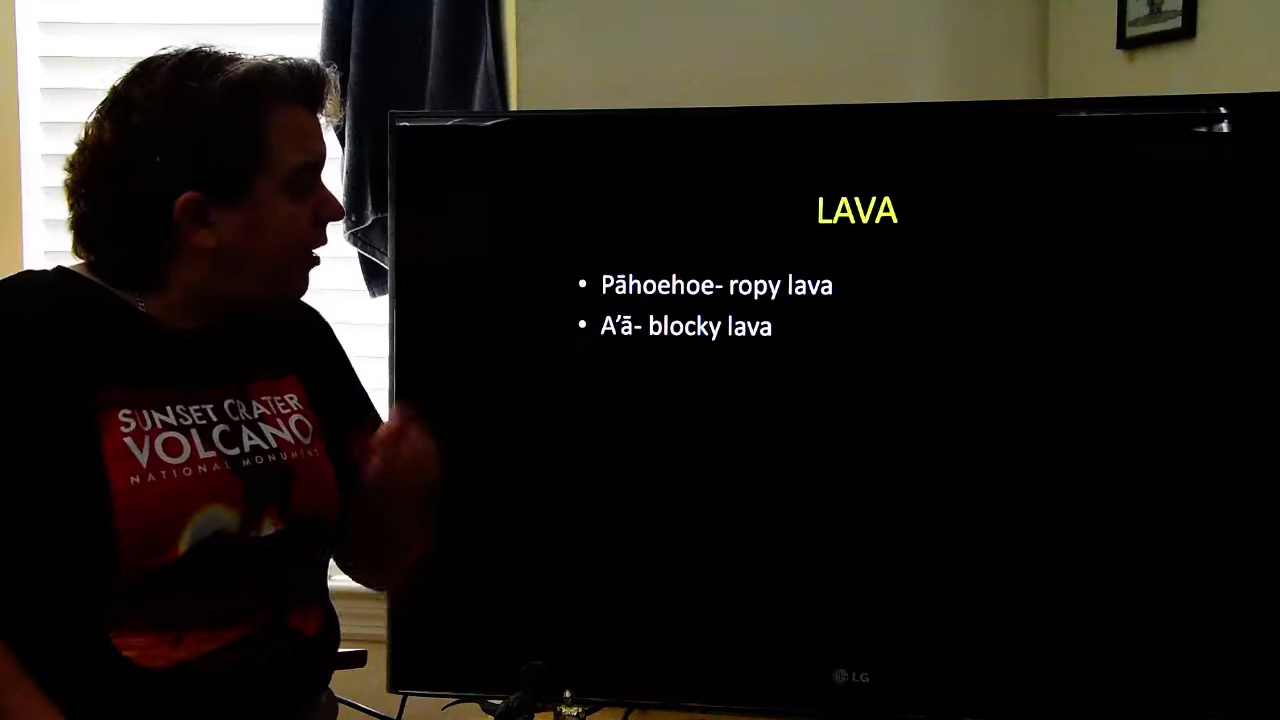 LAVA
• Pāhoehoe- ropy lava
• A'ā- blocky lava
SUNSET CRATER
VOLCANO
NATIONAL MONUMENT
LG